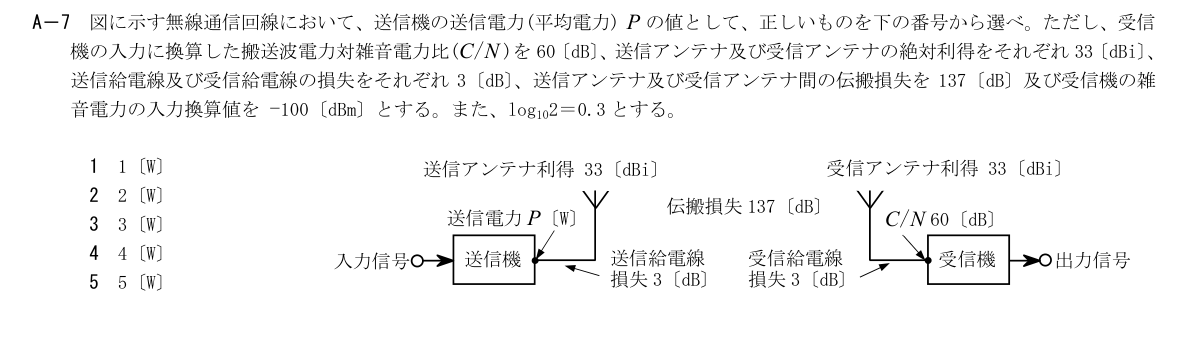 A－7　図に示す無線通信回線において、送信機の送信電力(平均電力) P の値として、正しいものを下の番号から選べ。ただし、受信
機の入力に換算した搬送波電力対雑音電力比(C/N)を 60〔dB〕、送信アンテナ及び受信アンテナの絶対利得をそれぞれ 33〔dBi〕、
送信給電線及び受信給電線の損失をそれぞれ 3〔dB〕、送信アンテナ及び受信アンテナ間の伝搬損失を 137〔dB〕及び受信機の雑
音電力の入力換算値を －100〔dBm〕とする。また、log₁₀2＝0.3 とする。
1　1〔W〕
2　2〔W〕
3　3〔W〕
4　4〔W〕
5　5〔W〕
送信アンテナ利得 33〔dBi〕
受信アンテナ利得 33〔dBi〕
伝搬損失 137〔dB〕
送信電力 P〔W〕
C/N 60〔dB〕
入力信号
送信機
送信給電線
損失 3〔dB〕
受信給電線
損失 3〔dB〕
受信機
出力信号